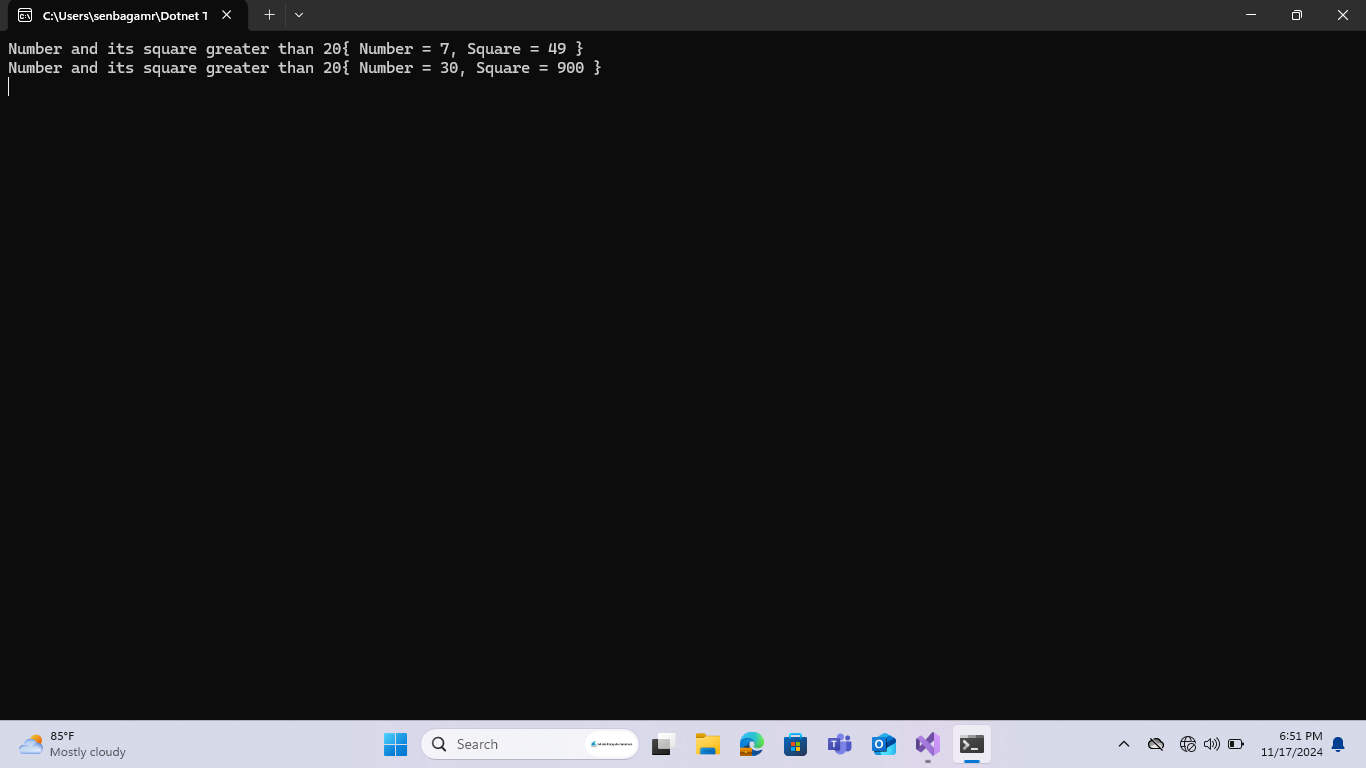 C:\Users\senbagamr\Dotnet T
Number and its square greater than 20{ Number = 7, Square = 49 }
Number and its square greater than 20{ Number = 30, Square = 900 }
85°F
Mostly cloudy
Search
6:51 PM
11/17/2024